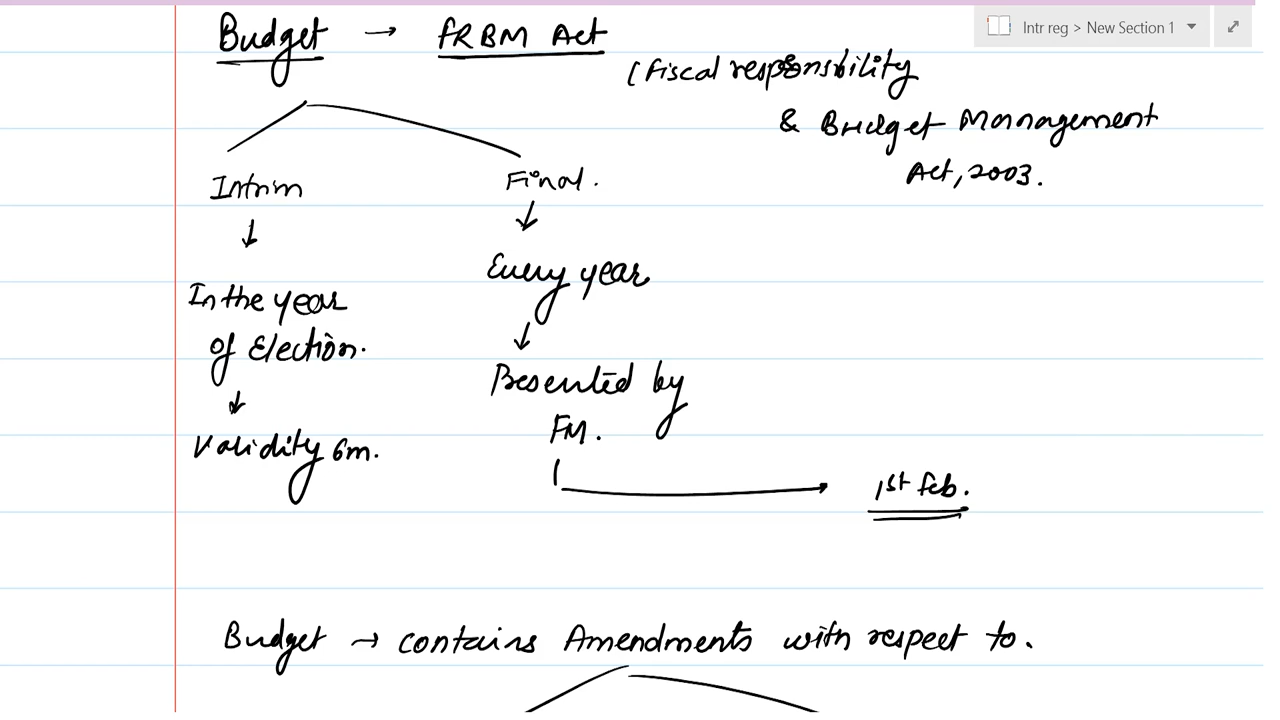 Intr reg > New Section 1
Budget → FRBM Act
(Fiscal responsibility
& Budget Management
Act, 2003.
Intrim
Final.
↓
↓
Every year
In the year
of Election.
↓
Presented by
FM.
↓
Validity 6m.
1st Feb.
Budget → contains Amendments with respect to.